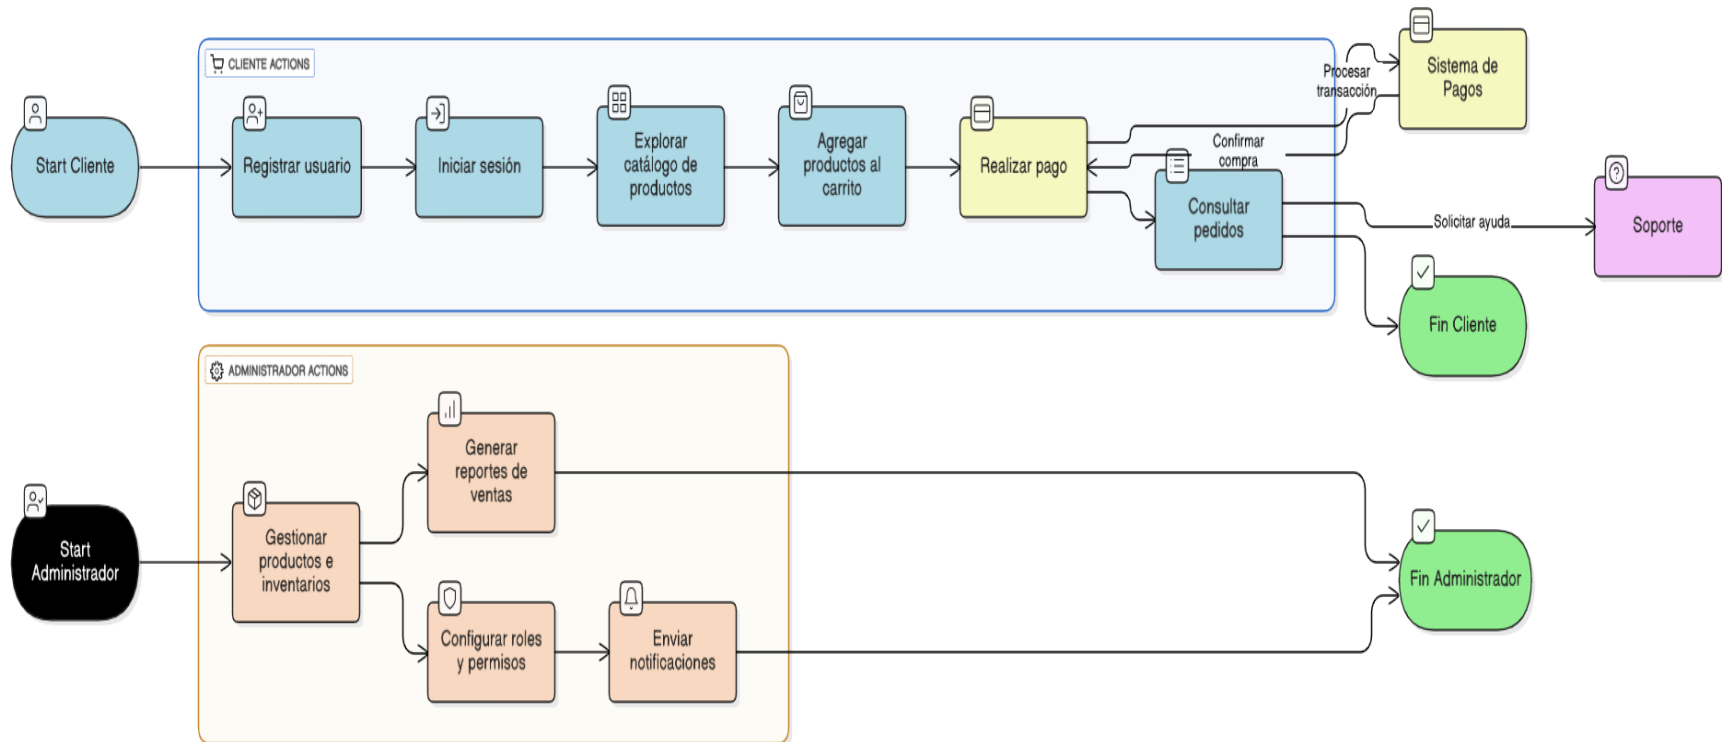 CLIENTE ACTIONS
Start Cliente
Registrar usuario
Iniciar sesión
Explorar
catálogo de
productos
Agregar
productos al
carrito
Realizar pago
Procesar
transacción
Sistema de
Pagos
Confirmar
compra
Consultar
pedidos
Solicitar ayuda
Soporte
Fin Cliente
ADMINISTRADOR ACTIONS
Start
Administrador
Gestionar
productos e
inventarios
Generar
reportes de
ventas
Configurar roles
y permisos
Enviar
notificaciones
Fin Administrador